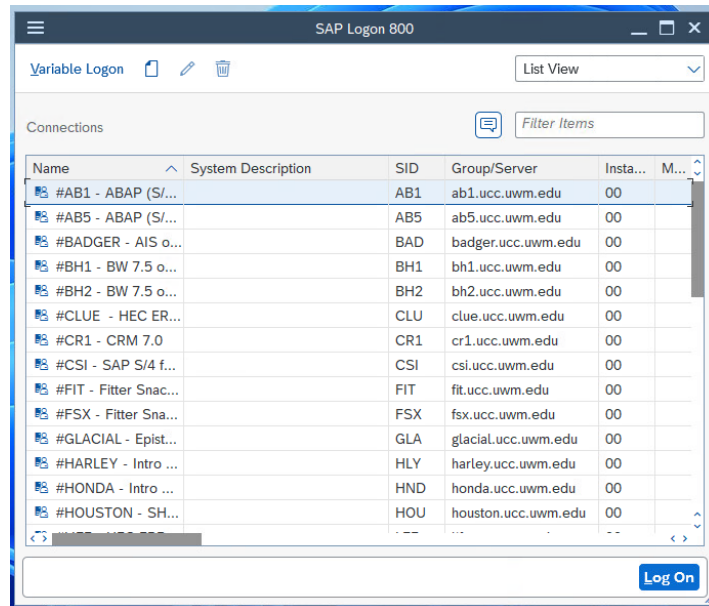 SAP Logon 800
Variable Logon List View
Connections Filter Items
Name System Description SID Group/Server Insta... M...
#AB1 - ABAP (S/... AB1 ab1.ucc.uwm.edu 00
#AB5 - ABAP (S/... AB5 ab5.ucc.uwm.edu 00
#BADGER - AIS o... BAD badger.ucc.uwm.edu 00
#BH1 - BW 7.5 o... BH1 bh1.ucc.uwm.edu 00
#BH2 - BW 7.5 o... BH2 bh2.ucc.uwm.edu 00
#CLUE - HEC ER... CLU clue.ucc.uwm.edu 00
#CR1 - CRM 7.0 CR1 cr1.ucc.uwm.edu 00
#CSI - SAP S/4 f... CSI csi.ucc.uwm.edu 00
#FIT - Fitter Snac... FIT fit.ucc.uwm.edu 00
#FSX - Fitter Sna... FSX fsx.ucc.uwm.edu 00
#GLACIAL - Epist... GLA glacial.ucc.uwm.edu 00
#HARLEY - Intro ... HLY harley.ucc.uwm.edu 00
#HONDA - Intro ... HND honda.ucc.uwm.edu 00
#HOUSTON - SH... HOU houston.ucc.uwm.edu 00
Log On